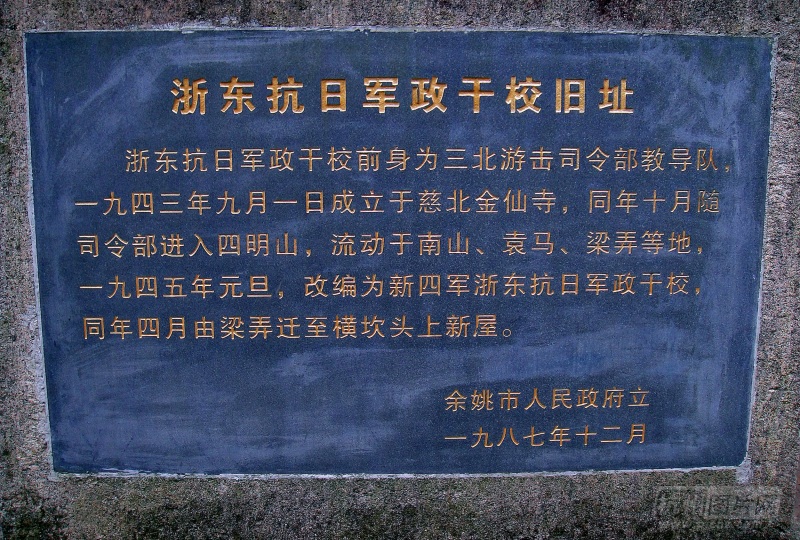 浙东抗日军政干校旧址
浙东抗日军政干校前身为三北游击司令部教导队，
一九四三年九月一日成立于慈北金仙寺，同年十月随
司令部进入四明山，流动于南山、袁马、梁弄等地，
一九四五年元旦，改编为新四军浙东抗日军政干校，
同年四月由梁弄迁至横坎头上新屋。
余姚市人民政府立
一九八七年十二月